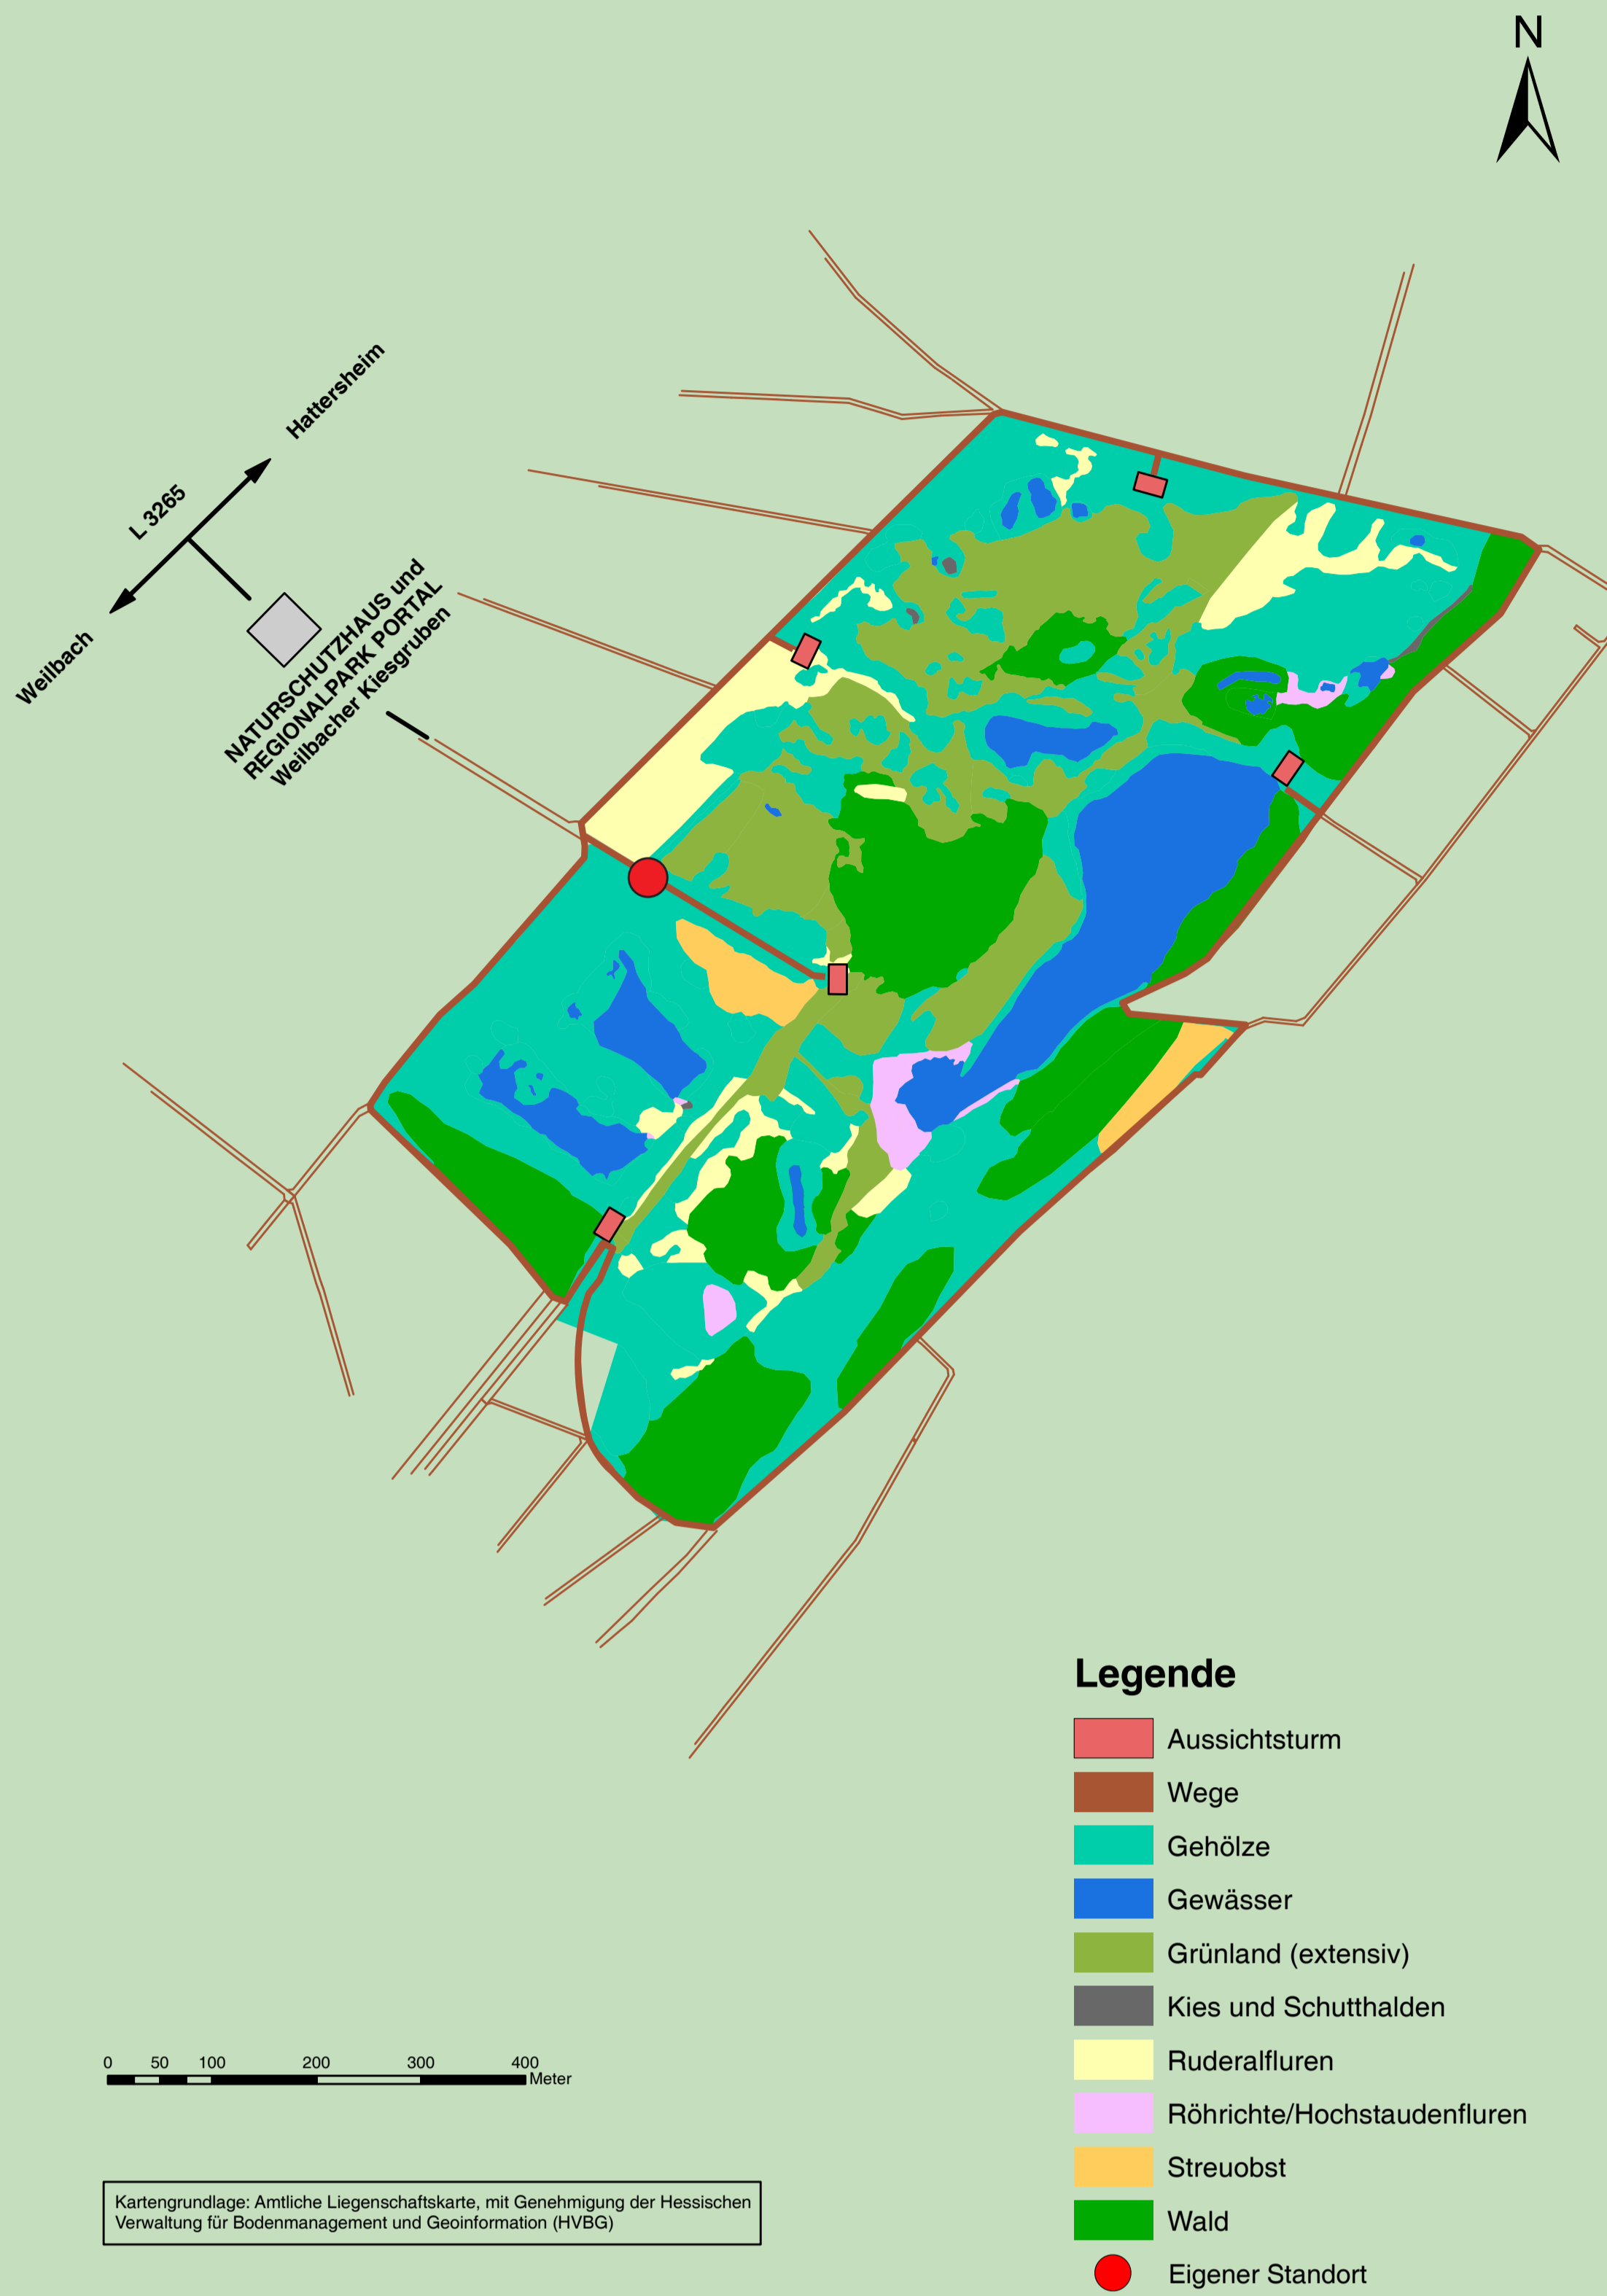 N
Hattersheim
L 3265
Weilbach
NATURSCHUTZHAUS und
REGIONALPARK PORTAL
Weilbacher Kiesgruben
Legende
Aussichtsturm
Wege
Gehölze
Gewässer
Grünland (extensiv)
Kies und Schutthalden
Ruderalfluren
Röhrichte/Hochstaudenfluren
Streuobst
Wald
Eigener Standort
0 50 100 200 300 400
Meter
Kartengrundlage: Amtliche Liegenschaftskarte, mit Genehmigung der Hessischen
Verwaltung für Bodenmanagement und Geoinformation (HVBG)